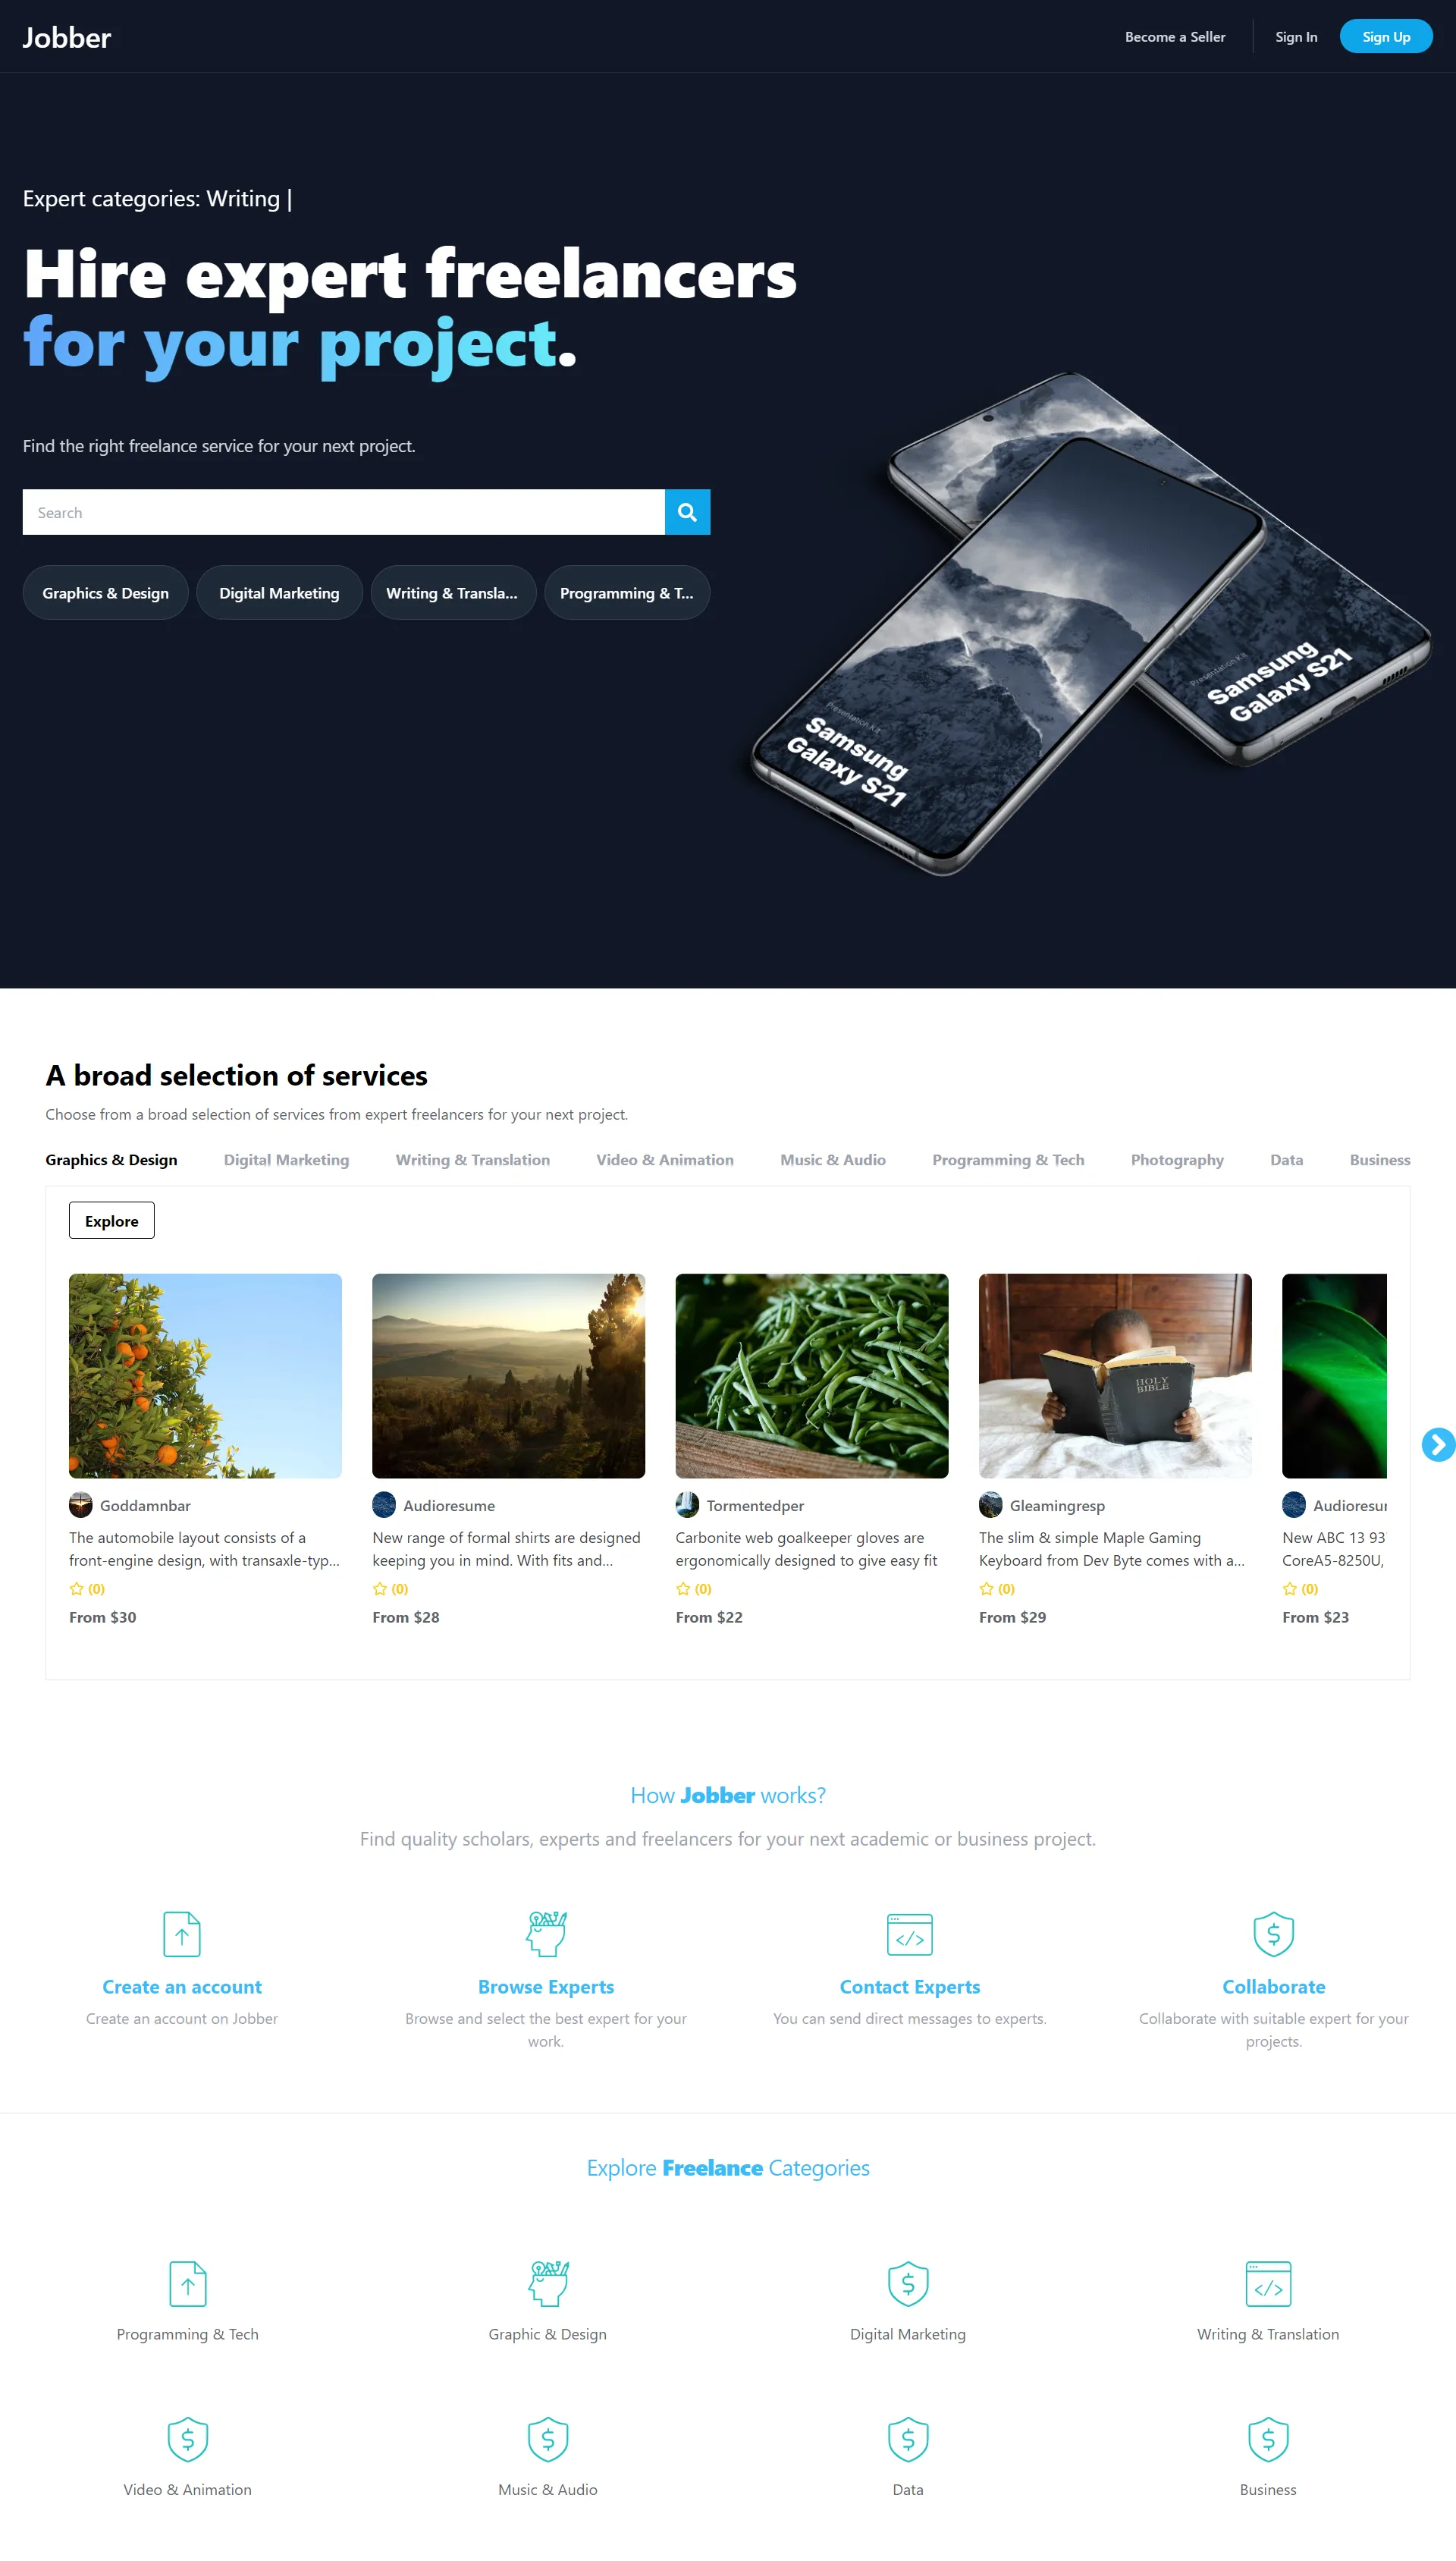 Jobber
Become a Seller
Sign In
Sign Up
Expert categories: Writing |
Hire expert freelancers
for your project.
Find the right freelance service for your next project.
Search
Graphics & Design
Digital Marketing
Writing & Transla...
Programming & T...
Presentation Kit
Samsung
Galaxy S21
Presentation Kit
Samsung
Galaxy S21
A broad selection of services
Choose from a broad selection of services from expert freelancers for your next project.
Graphics & Design
Digital Marketing
Writing & Translation
Video & Animation
Music & Audio
Programming & Tech
Photography
Data
Business
Explore
HOLY
BIBLE
Goddamnbar
The automobile layout consists of a
front-engine design, with transaxle-typ...
(0)
From $30
Audioresume
New range of formal shirts are designed
keeping you in mind. With fits and...
(0)
From $28
Tormentedper
Carbonite web goalkeeper gloves are
ergonomically designed to give easy fit
(0)
From $22
Gleamingresp
The slim & simple Maple Gaming
Keyboard from Dev Byte comes with a...
(0)
From $29
Audioresu
New ABC 13 93
CoreA5-8250U,
(0)
From $23
How Jobber works?
Find quality scholars, experts and freelancers for your next academic or business project.
Create an account
Create an account on Jobber
Browse Experts
Browse and select the best expert for your
work.
</>
Contact Experts
You can send direct messages to experts.
$
Collaborate
Collaborate with suitable expert for your
projects.
Explore Freelance Categories
Programming & Tech
Graphic & Design
$
Digital Marketing
</>
Writing & Translation
$
Video & Animation
$
Music & Audio
$
Data
$
Business